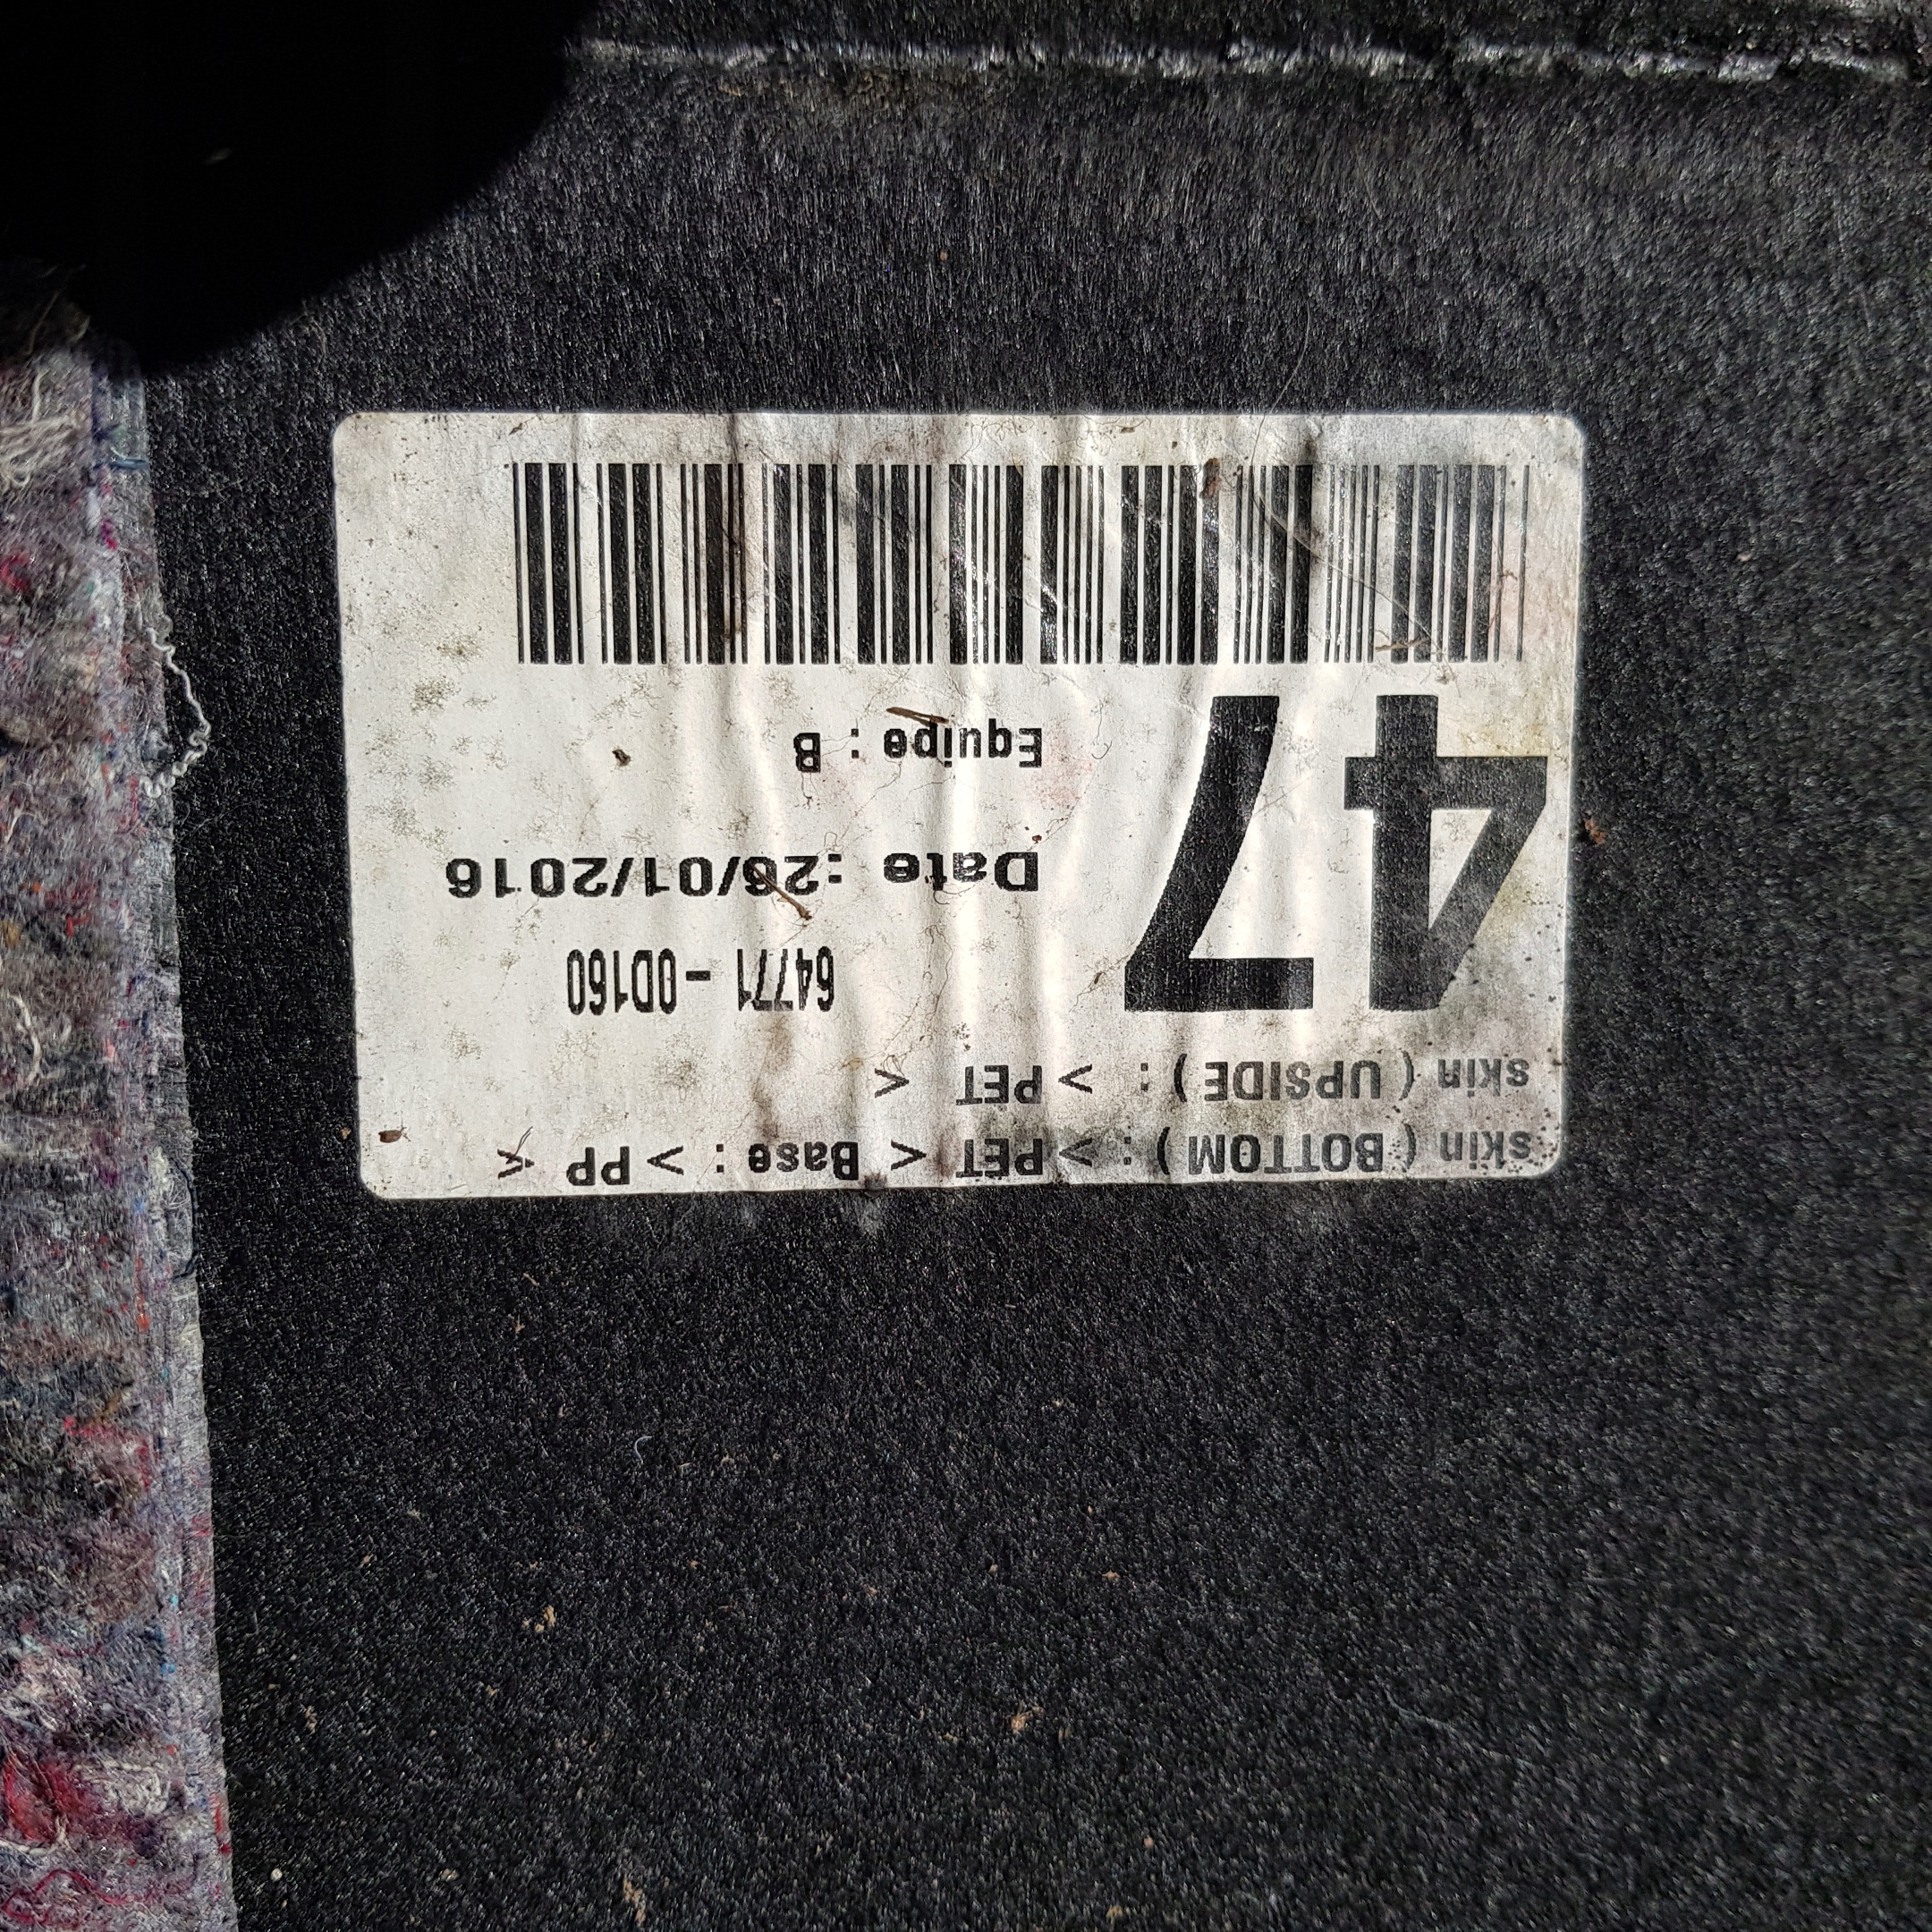 skin ( BOTTOM ) : > PET < Base : > PP <
skin ( UPSIDE ) : > PET <
47
64771 - 0D160
Date :26/01/2016
Equipe : B